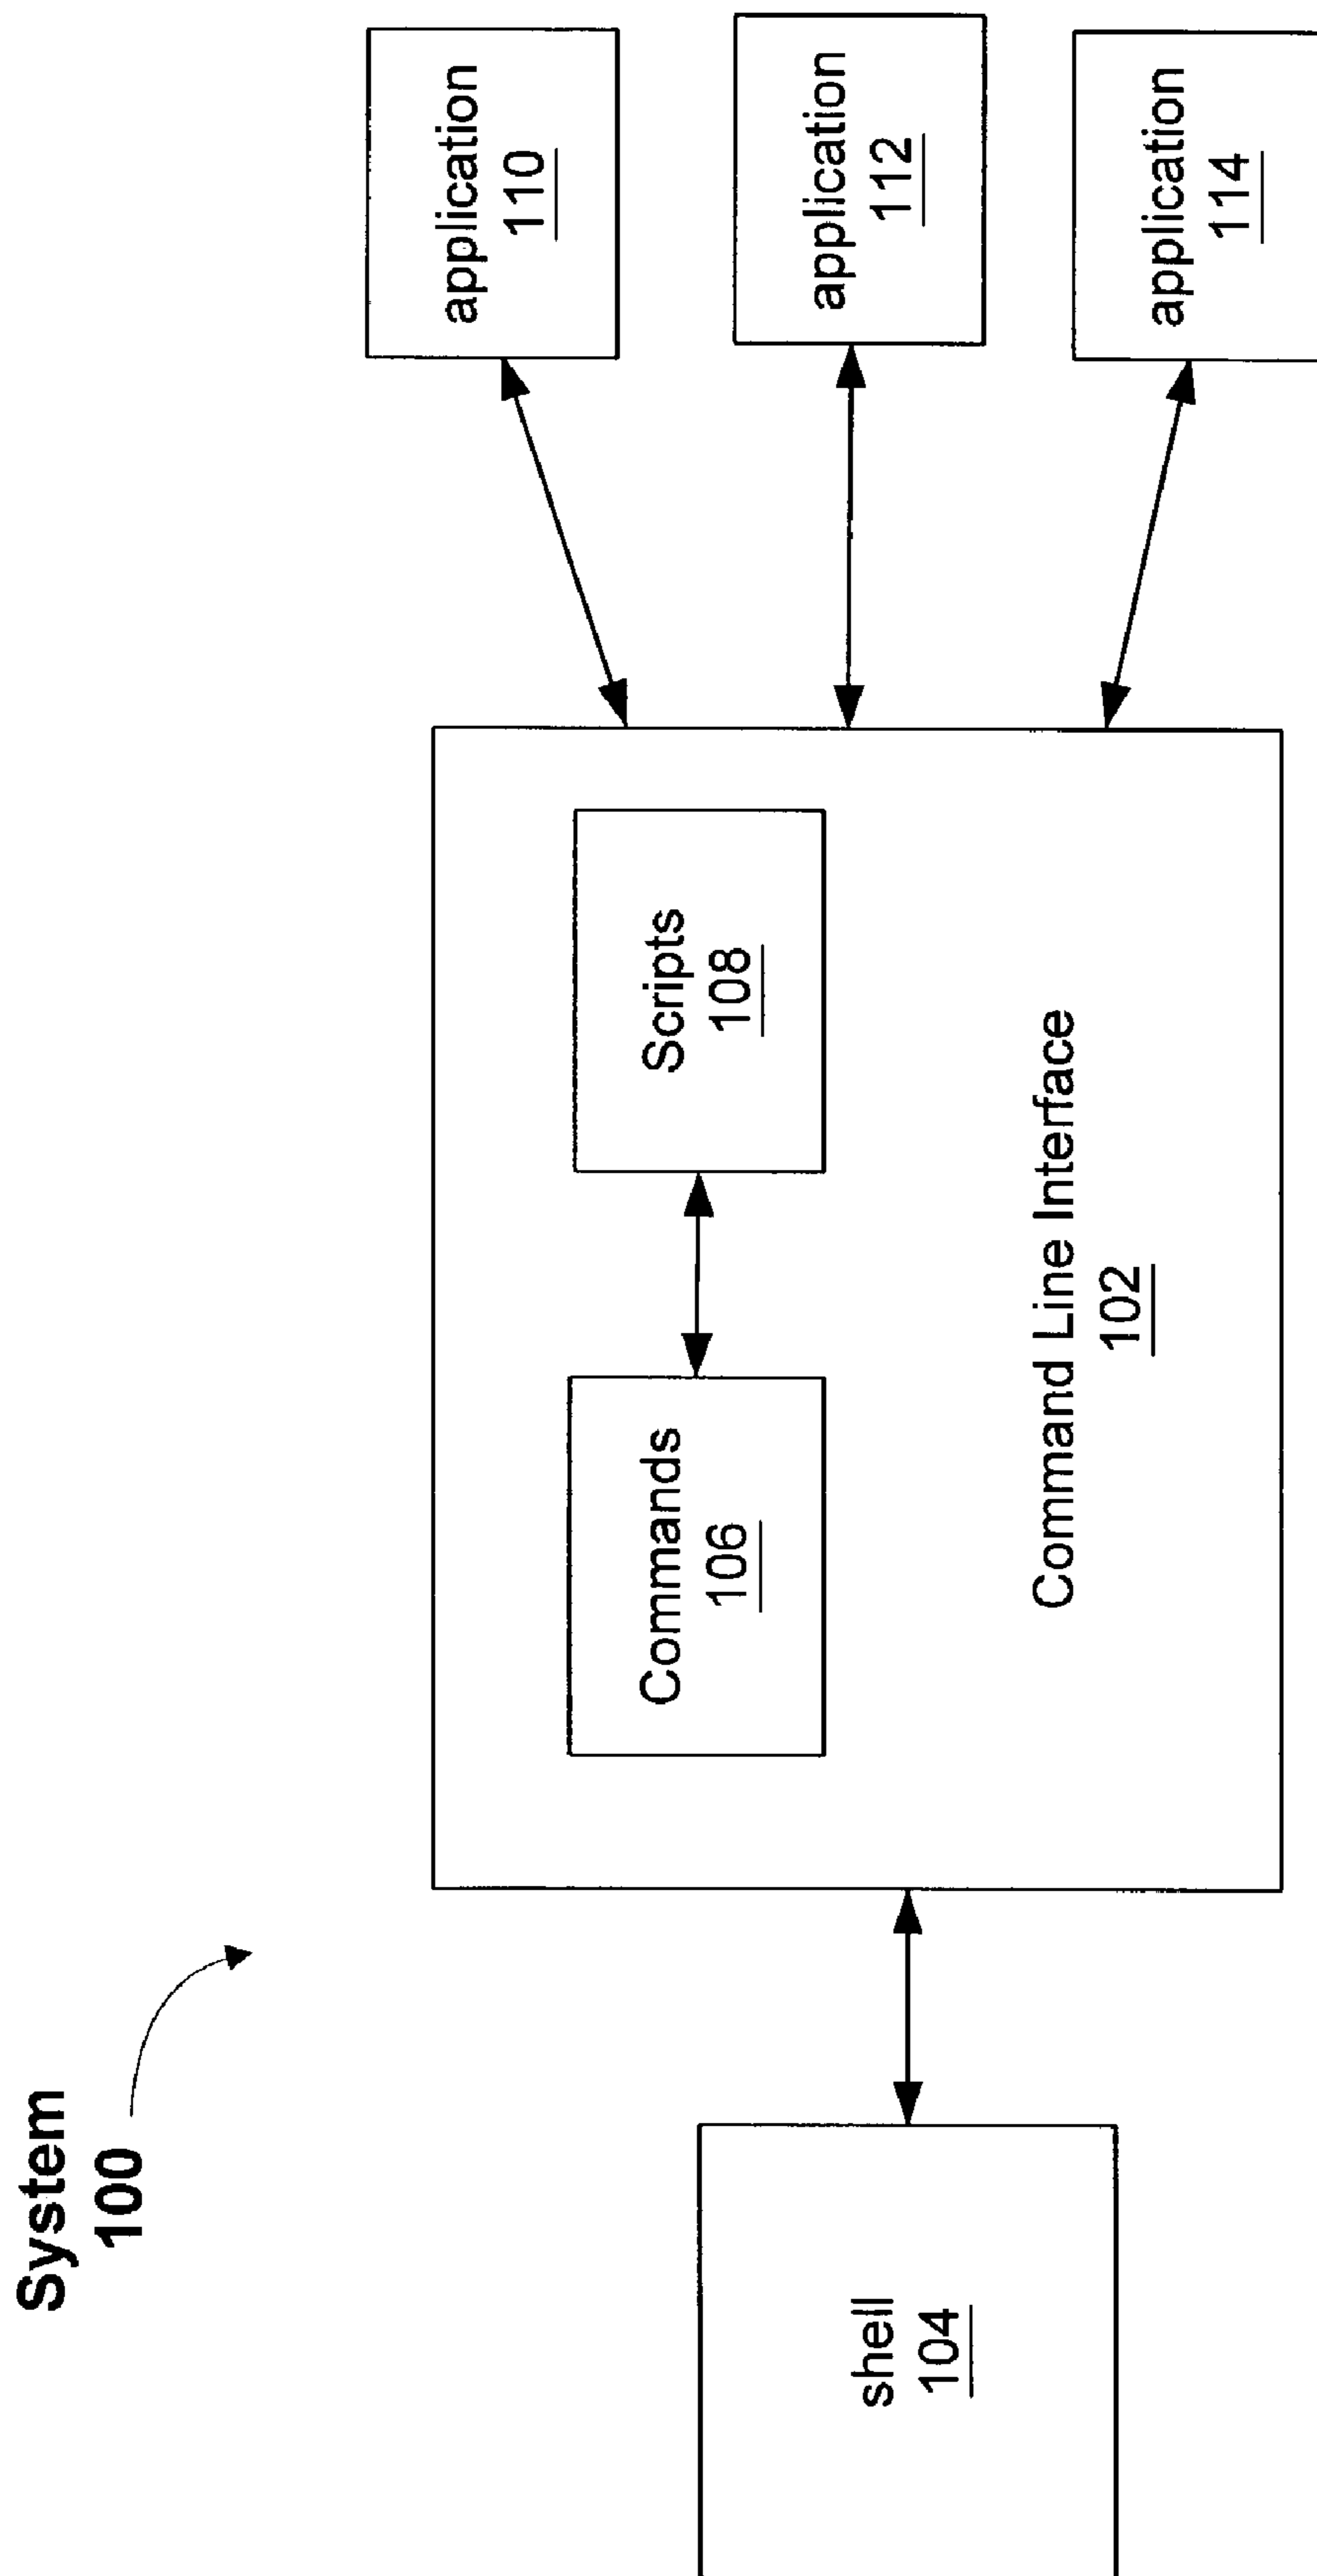 System
100
shell
104
Commands
106
Scripts
108
Command Line Interface
102
application
110
application
112
application
114